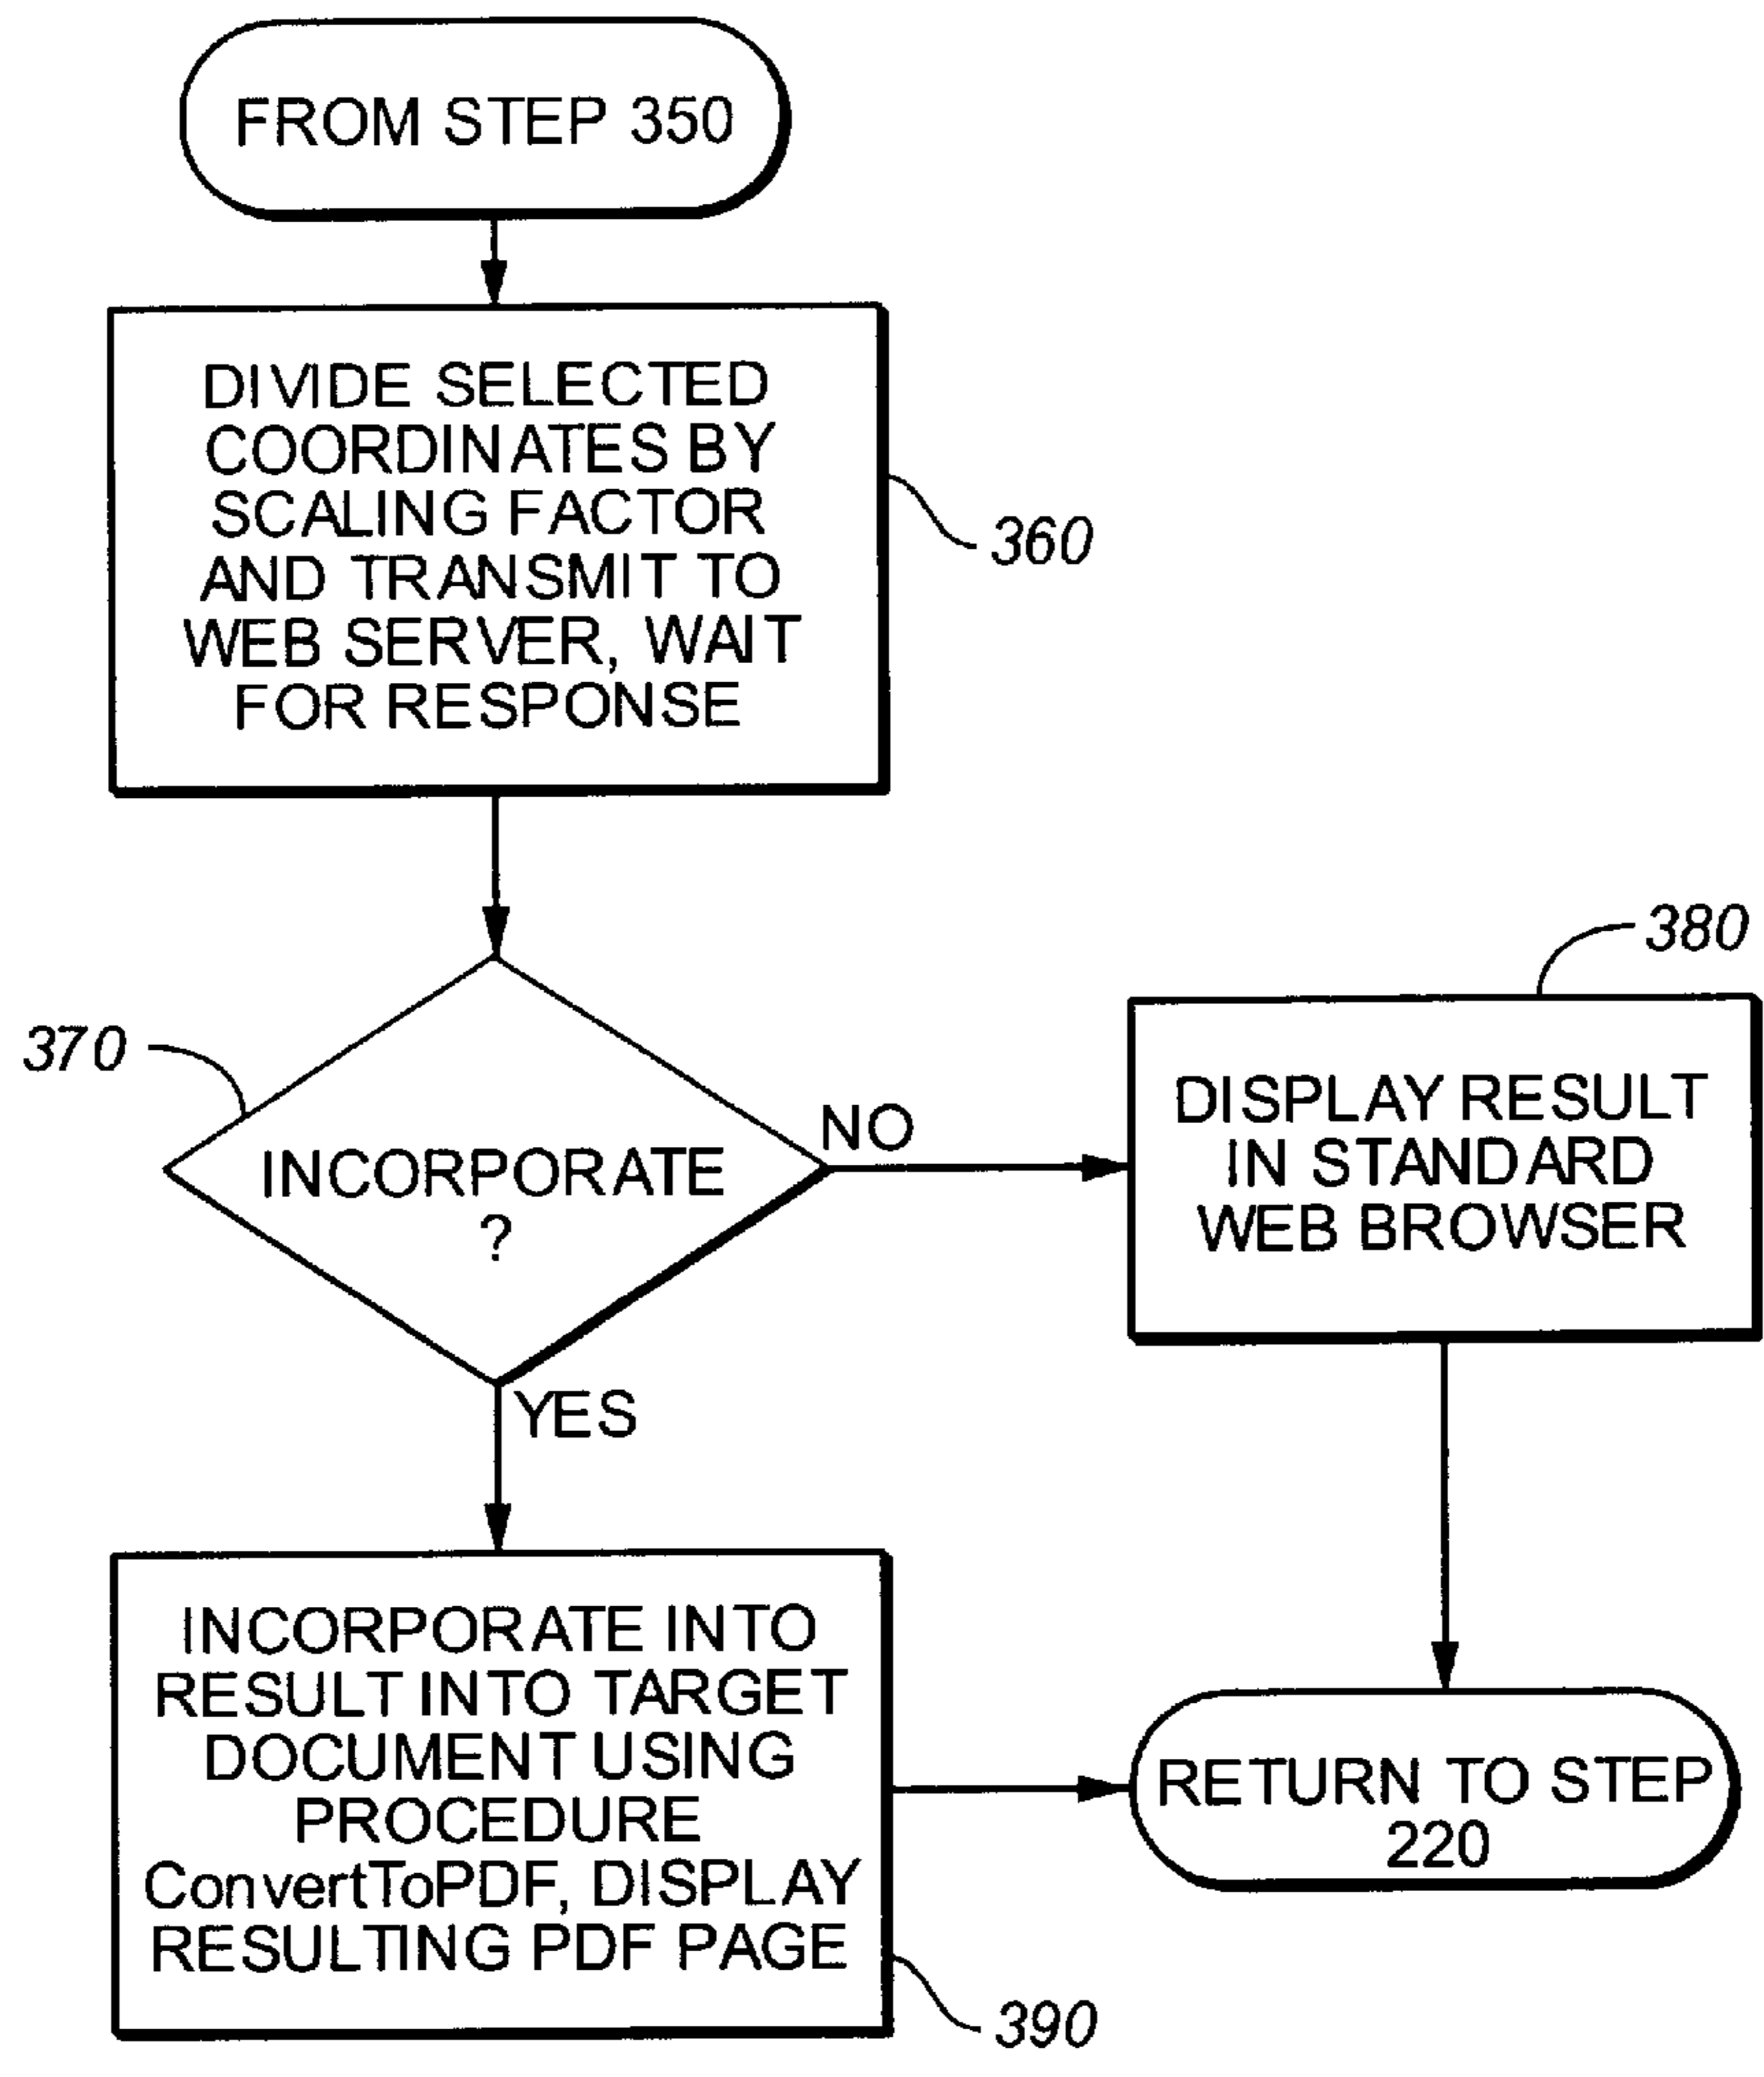 FROM STEP 350
DIVIDE SELECTED
COORDINATES BY
SCALING FACTOR
AND TRANSMIT TO
WEB SERVER, WAIT
FOR RESPONSE
360
370
INCORPORATE
?
NO
YES
380
DISPLAY RESULT
IN STANDARD
WEB BROWSER
INCORPORATE INTO
RESULT INTO TARGET
DOCUMENT USING
PROCEDURE
ConvertToPDF, DISPLAY
RESULTING PDF PAGE
390
RETURN TO STEP
220